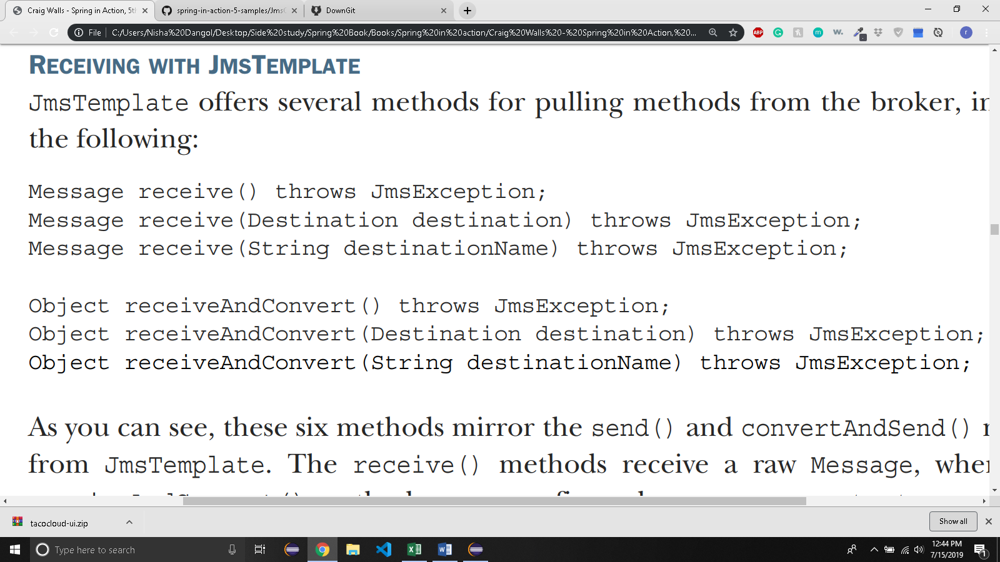 Craig Walls - Spring in Action, 5th
spring-in-action-5-samples/JmsC
DownGit
File
C:/Users/Nisha%20Dangol/Desktop/Side%20study/Spring%20Book/Books/Spring%20in%20action/Craig%20Walls%20-%20Spring%20in%20Action,%20...
ABP
G
h
m
w.
r
RECEIVING WITH JMSTEMPLATE
JmsTemplate offers several methods for pulling methods from the broker, in
the following:
Message receive() throws JmsException;
Message receive(Destination destination) throws JmsException;
Message receive(String destinationName) throws JmsException;
Object receiveAndConvert() throws JmsException;
Object receiveAndConvert(Destination destination) throws JmsException;
Object receiveAndConvert(String destinationName) throws JmsException;
As you can see, these six methods mirror the send() and convertAndSend()
from JmsTemplate. The receive() methods receive a raw Message, wher
tacocloud-ui.zip
Show all
Type here to search
12:44 PM
7/15/2019
1